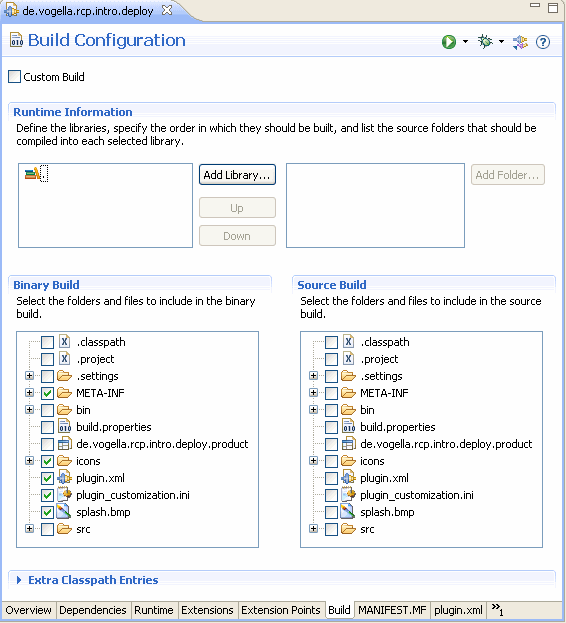 de.vogella.rcp.intro.deploy
Build Configuration
Custom Build
Runtime Information
Define the libraries, specify the order in which they should be built, and list the source folders that should be
compiled into each selected library.
.
Add Library...
Up
Down
Add Folder...
Binary Build
Select the folders and files to include in the binary
build.
.classpath
.project
.settings
META-INF
bin
build.properties
de.vogella.rcp.intro.deploy.product
icons
plugin.xml
plugin_customization.ini
splash.bmp
src
Source Build
Select the folders and files to include in the source
build.
.classpath
.project
.settings
META-INF
bin
build.properties
de.vogella.rcp.intro.deploy.product
icons
plugin.xml
plugin_customization.ini
splash.bmp
src
Extra Classpath Entries
Overview Dependencies Runtime Extensions Extension Points Build MANIFEST.MF plugin.xml »1